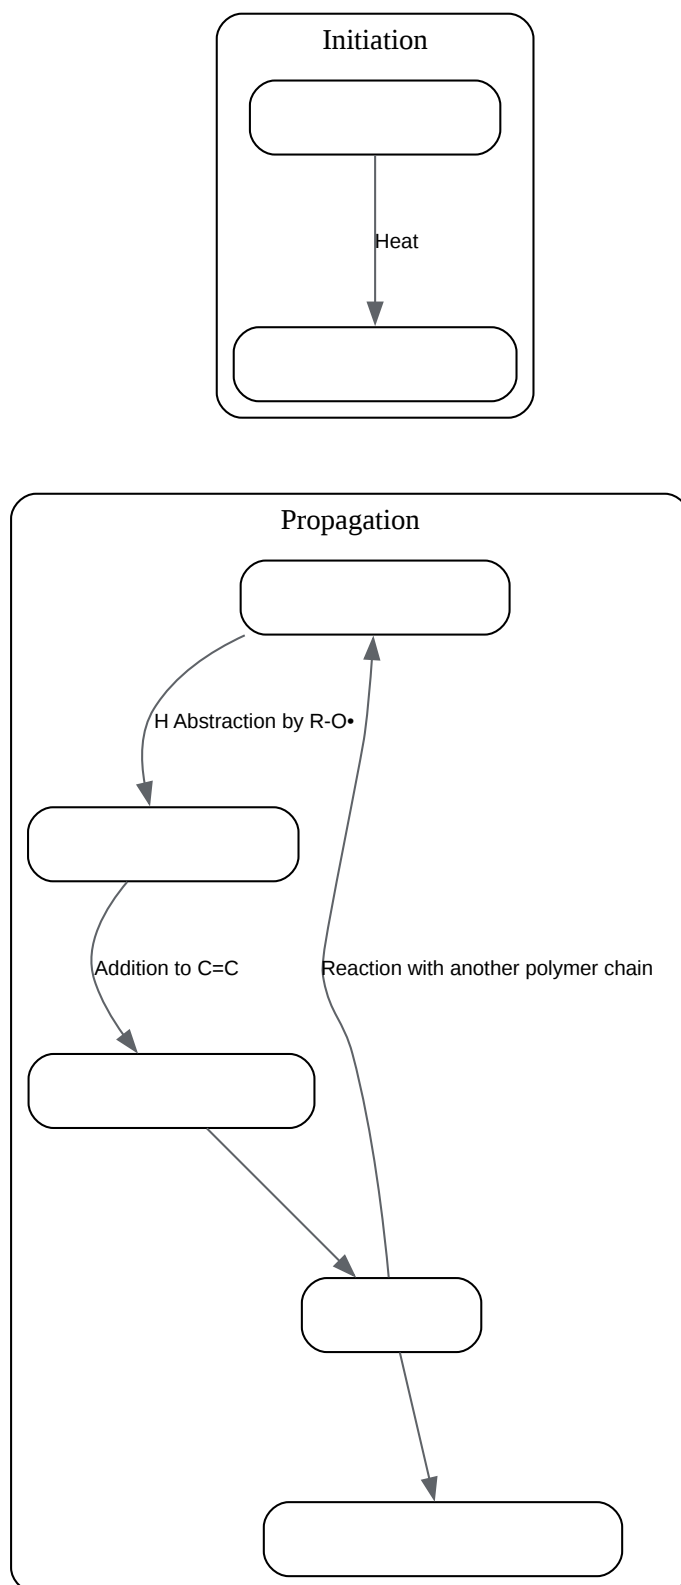 Initiation
Heat
Propagation
H Abstraction by R-O•
Addition to C=C
Reaction with another polymer chain